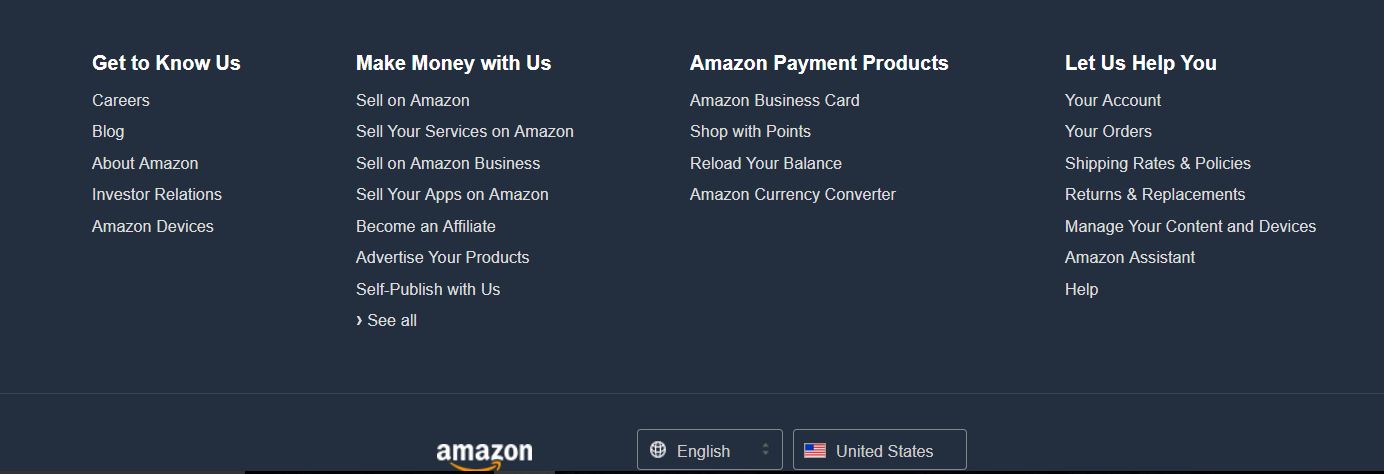 Get to Know Us
Careers
Blog
About Amazon
Investor Relations
Amazon Devices
Make Money with Us
Sell on Amazon
Sell Your Services on Amazon
Sell on Amazon Business
Sell Your Apps on Amazon
Become an Affiliate
Advertise Your Products
Self-Publish with Us
› See all
Amazon Payment Products
Amazon Business Card
Shop with Points
Reload Your Balance
Amazon Currency Converter
Let Us Help You
Your Account
Your Orders
Shipping Rates & Policies
Returns & Replacements
Manage Your Content and Devices
Amazon Assistant
Help
amazon
English
United States